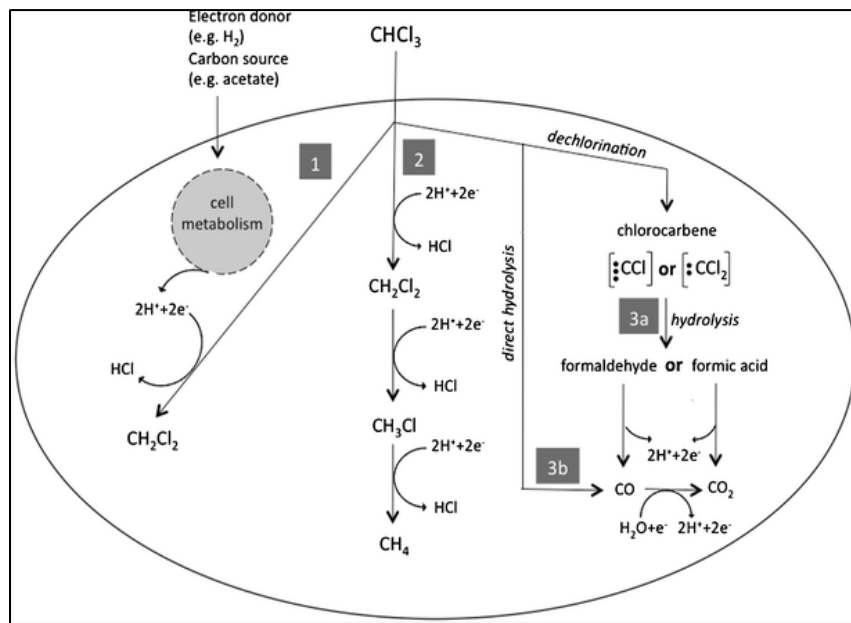 Electron donor
(e.g. H₂)
Carbon source
(e.g. acetate)
CHCl₃
dechlorination
1
2
cell
metabolism
2H⁺+2e⁻
HCl
chlorocarbene
[⋮CCl] or [:CCl₂]
CH₂Cl₂
direct hydrolysis
2H⁺+2e⁻
3a
hydrolysis
2H⁺+2e⁻
HCl
formaldehyde or formic acid
HCl
CH₂Cl₂
CH₃Cl
2H⁺+2e⁻
2H⁺+2e⁻
3b
CO
CO₂
HCl
H₂O+e⁻
2H⁺+2e⁻
CH₄